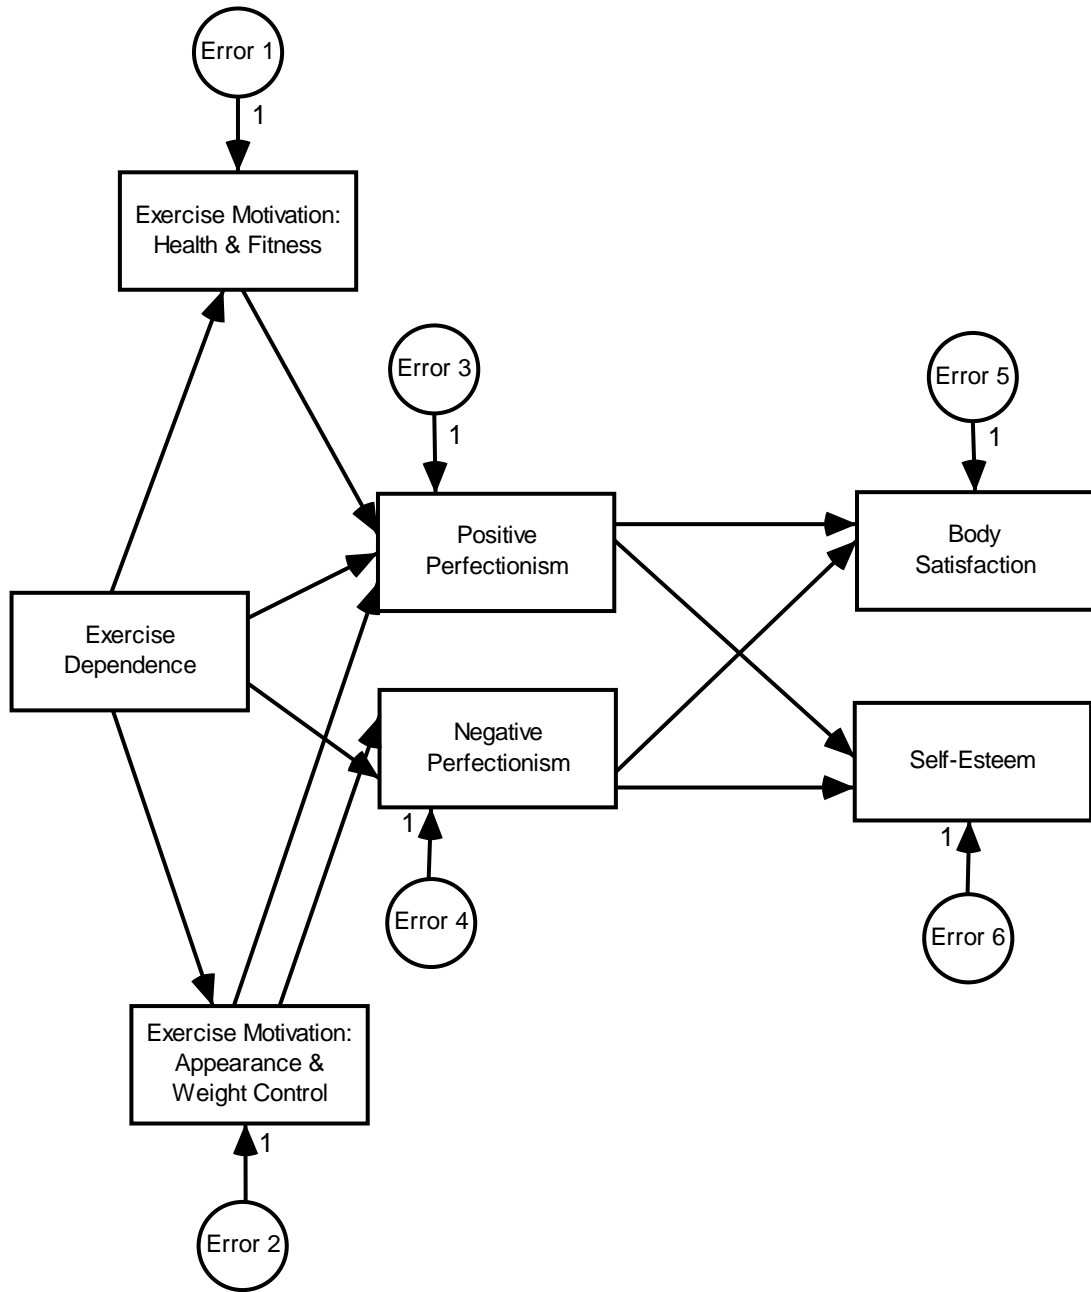 Error 1
1
Exercise Motivation:
Health & Fitness
Error 3
1
Error 5
1
Positive
Perfectionism
Body
Satisfaction
Exercise
Dependence
Negative
Perfectionism
Self-Esteem
1
Error 4
1
Error 6
Exercise Motivation:
Appearance &
Weight Control
1
Error 2